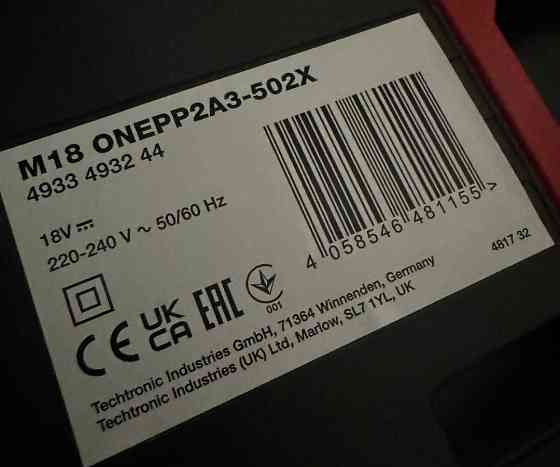 M18 ONEPP2A3-502X
4933 4932 44
18V ⎓
220-240 V ~ 50/60 Hz
4 058546 481155 >
4817 32
CE UK CA EAC 001
Techtronic Industries GmbH, 71364 Winnenden, Germany
Techtronic Industries (UK) Ltd, Marlow, SL7 1YL, UK